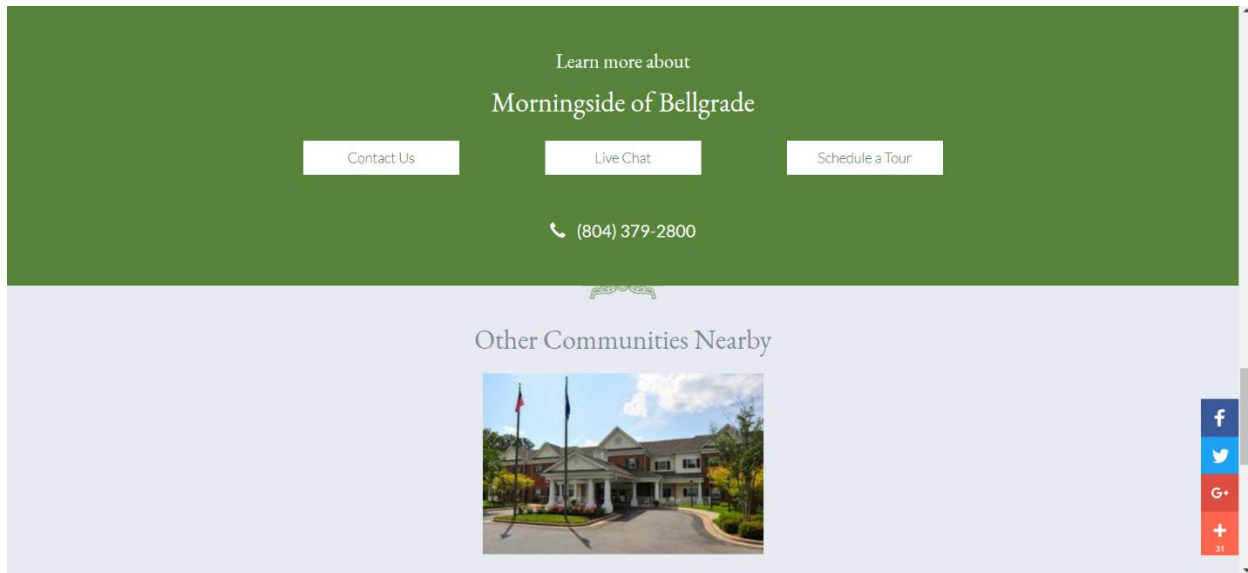 Learn more about
Morningside of Bellgrade
Contact Us
Live Chat
Schedule a Tour
(804) 379-2800
Other Communities Nearby
f
G+
+
31